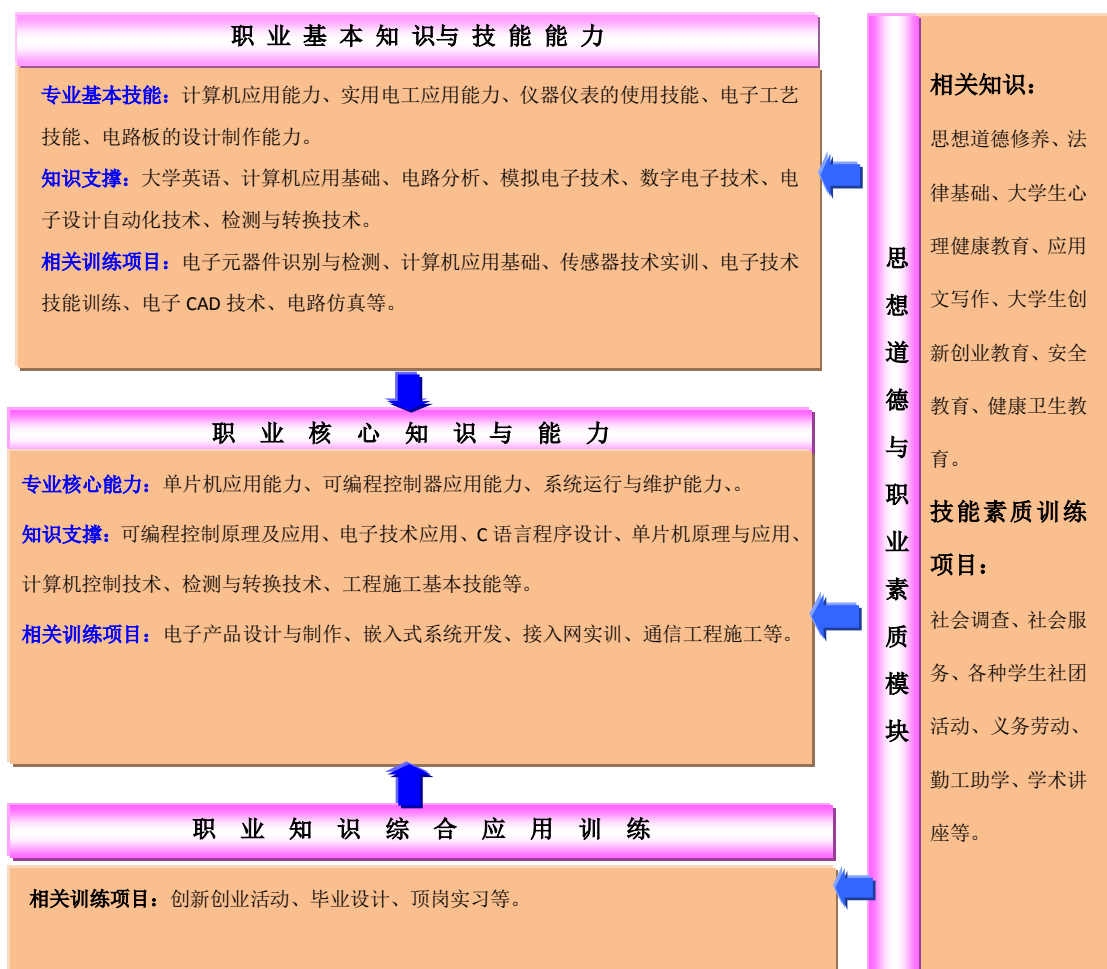 职业基本知识与技能能力
专业基本技能：计算机应用能力、实用电工应用能力、仪器仪表的使用技能、电子工艺
技能、电路板的设计制作能力。
知识支撑：大学英语、计算机应用基础、电路分析、模拟电子技术、数字电子技术、电
子设计自动化技术、检测与转换技术。
相关训练项目：电子元器件识别与检测、计算机应用基础、传感器技术实训、电子技术
技能训练、电子 CAD 技术、电路仿真等。
职业核心知识与能力
专业核心能力：单片机应用能力、可编程控制器应用能力、系统运行与维护能力、。
知识支撑：可编程控制原理及应用、电子技术应用、C 语言程序设计、单片机原理与应用、
计算机控制技术、检测与转换技术、工程施工基本技能等。
相关训练项目：电子产品设计与制作、嵌入式系统开发、接入网实训、通信工程施工等。
职业知识综合应用训练
相关训练项目：创新创业活动、毕业设计、顶岗实习等。
思想道德与职业素质模块
相关知识：
思想道德修养、法
律基础、大学生心
理健康教育、应用
文写作、大学生创
新创业教育、安全
教育、健康卫生教
育。
技能素质训练
项目：
社会调查、社会服
务、各种学生社团
活动、义务劳动、
勤工助学、学术讲
座等。